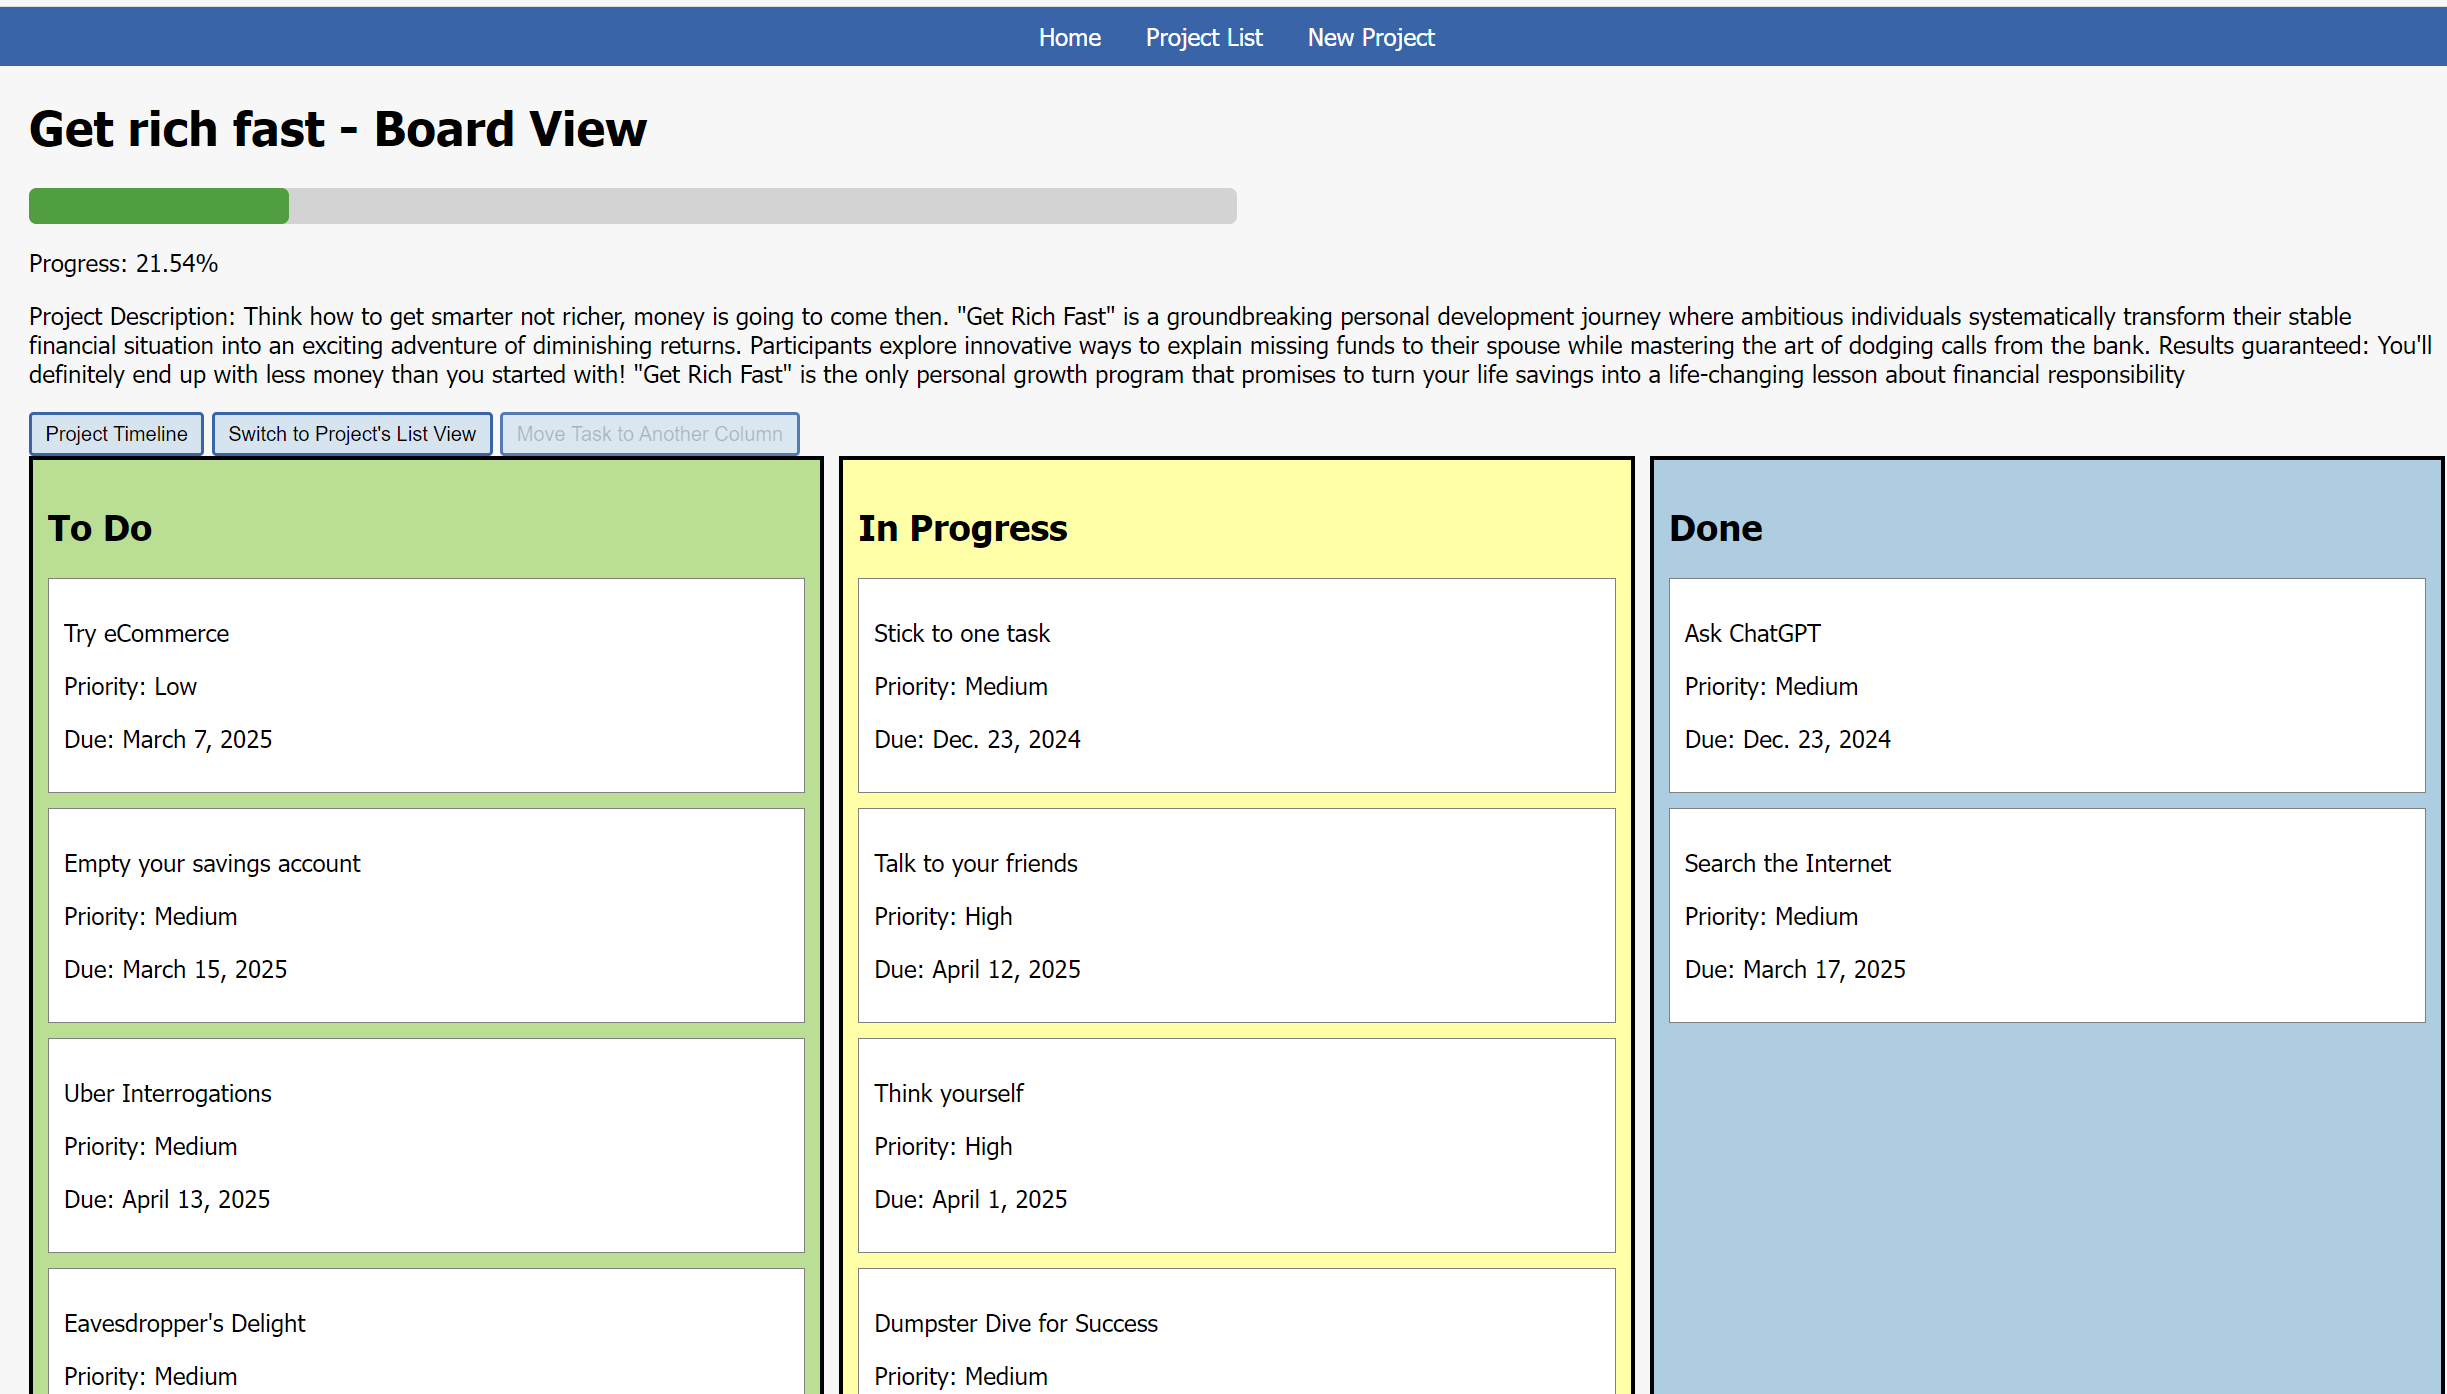 Home Project List New Project
Get rich fast - Board View
Progress: 21.54%
Project Description: Think how to get smarter not richer, money is going to come then. "Get Rich Fast" is a groundbreaking personal development journey where ambitious individuals systematically transform their stable
financial situation into an exciting adventure of diminishing returns. Participants explore innovative ways to explain missing funds to their spouse while mastering the art of dodging calls from the bank. Results guaranteed: You'll
definitely end up with less money than you started with! "Get Rich Fast" is the only personal growth program that promises to turn your life savings into a life-changing lesson about financial responsibility
Project Timeline Switch to Project's List View Move Task to Another Column
To Do
Try eCommerce
Priority: Low
Due: March 7, 2025
Empty your savings account
Priority: Medium
Due: March 15, 2025
Uber Interrogations
Priority: Medium
Due: April 13, 2025
Eavesdropper's Delight
Priority: Medium
In Progress
Stick to one task
Priority: Medium
Due: Dec. 23, 2024
Talk to your friends
Priority: High
Due: April 12, 2025
Think yourself
Priority: High
Due: April 1, 2025
Dumpster Dive for Success
Priority: Medium
Done
Ask ChatGPT
Priority: Medium
Due: Dec. 23, 2024
Search the Internet
Priority: Medium
Due: March 17, 2025